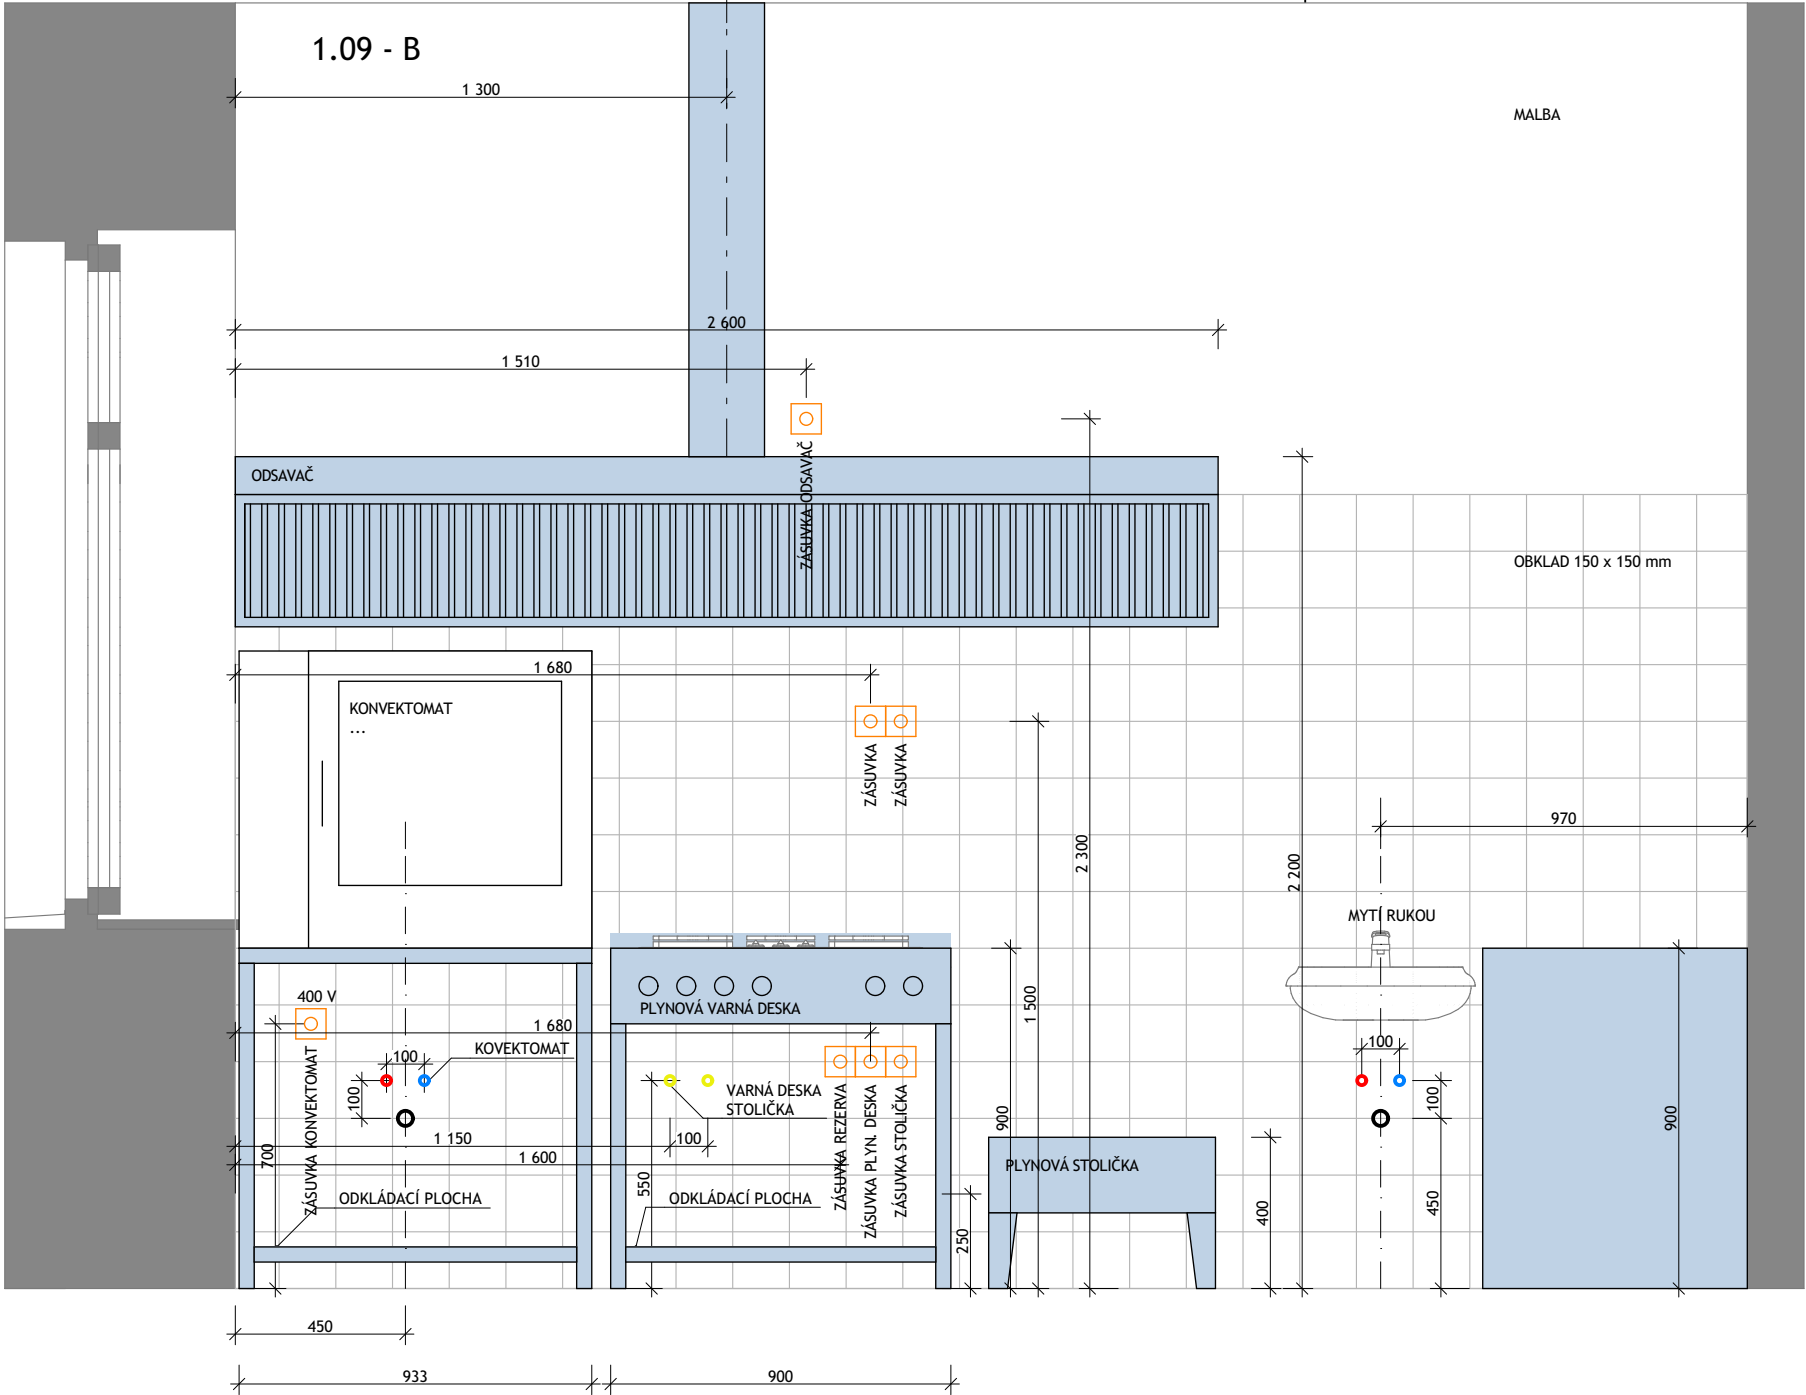 1.09 - B
1 300
MALBA
2 600
1 510
ODSAVAČ
ZÁSUVKA ODSAVAČ
OBKLAD 150 x 150 mm
1 680
KONVEKTOMAT
...
ZÁSUVKA
ZÁSUVKA
2 300
2 200
970
MYTÍ RUKOU
400 V
PLYNOVÁ VARNÁ DESKA
1 500
1 680
KOVEKTOMAT
100
100
ZÁSUVKA KONVEKTOMAT
700
VARNÁ DESKA
STOLIČKA
100
1 150
1 600
550
ZÁSUVKA REZERVA
ZÁSUVKA PLYN. DESKA
ZÁSUVKA STOLIČKA
900
250
PLYNOVÁ STOLIČKA
400
100
100
450
900
ODKLÁDACÍ PLOCHA
ODKLÁDACÍ PLOCHA
450
933
900